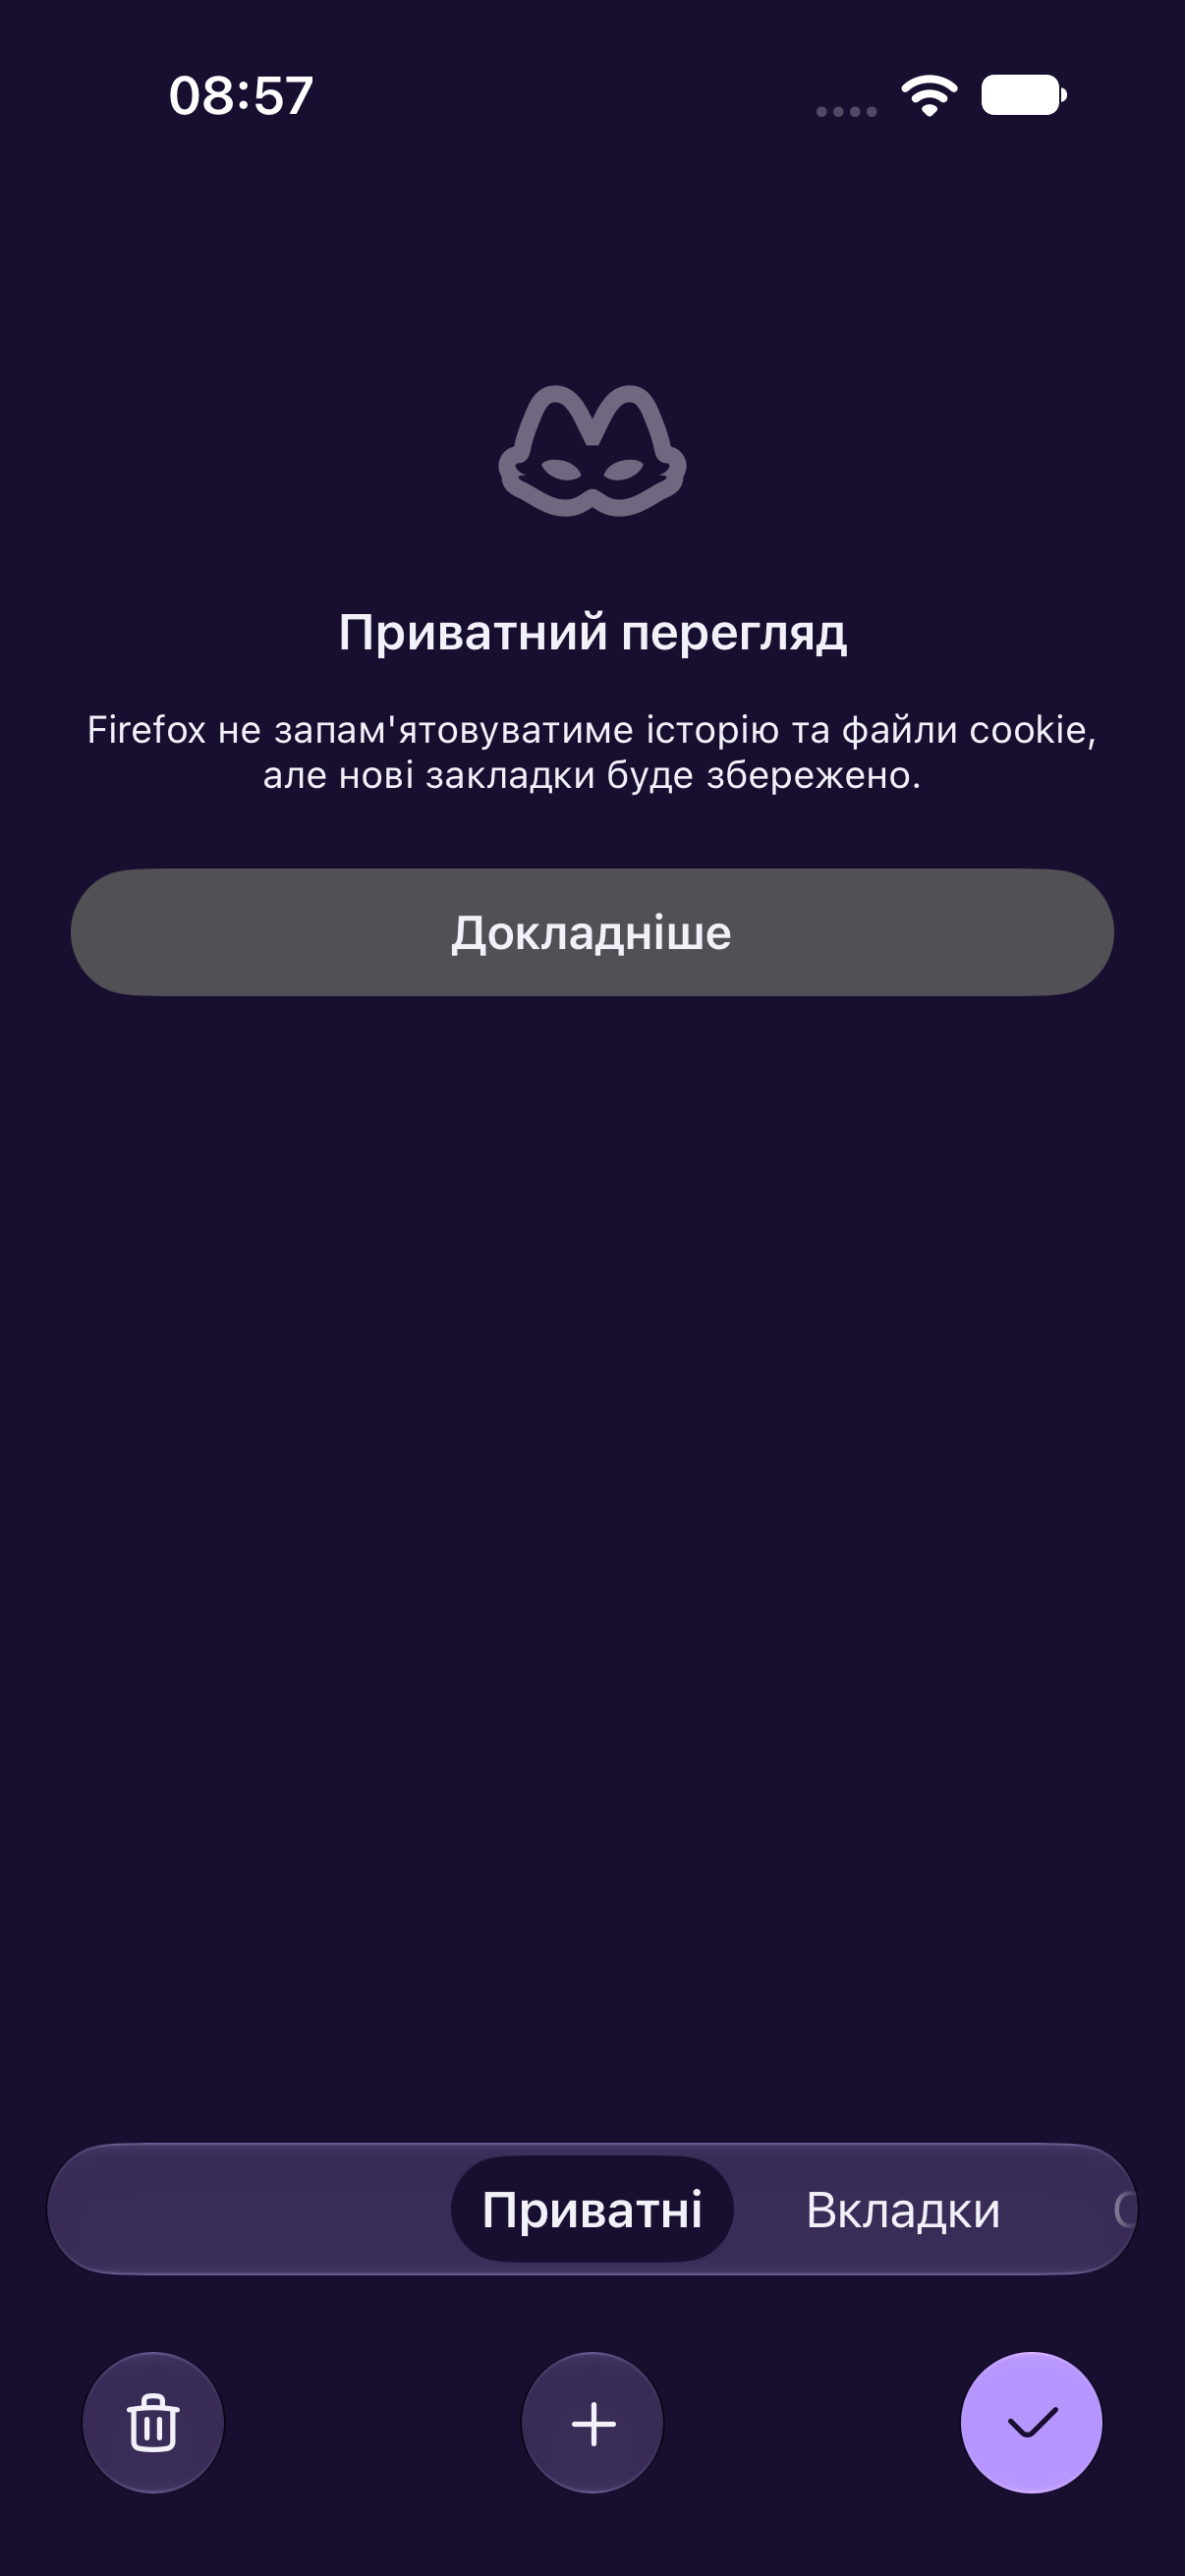 08:57
Приватний перегляд
Firefox не запам'ятовуватиме історію та файли cookie,
але нові закладки буде збережено.
Докладніше
Приватні Вкладки